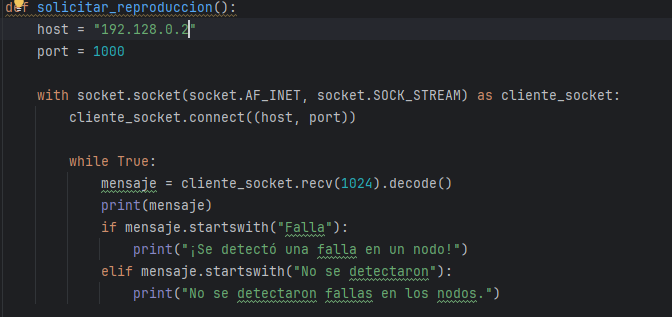 def solicitar_reproduccion():
    host = "192.128.0.2"
    port = 1000
    with socket.socket(socket.AF_INET, socket.SOCK_STREAM) as cliente_socket:
        cliente_socket.connect((host, port))
        while True:
            mensaje = cliente_socket.recv(1024).decode()
            print(mensaje)
            if mensaje.startswith("Falla"):
                print("¡Se detectó una falla en un nodo!")
            elif mensaje.startswith("No se detectaron"):
                print("No se detectaron fallas en los nodos.")